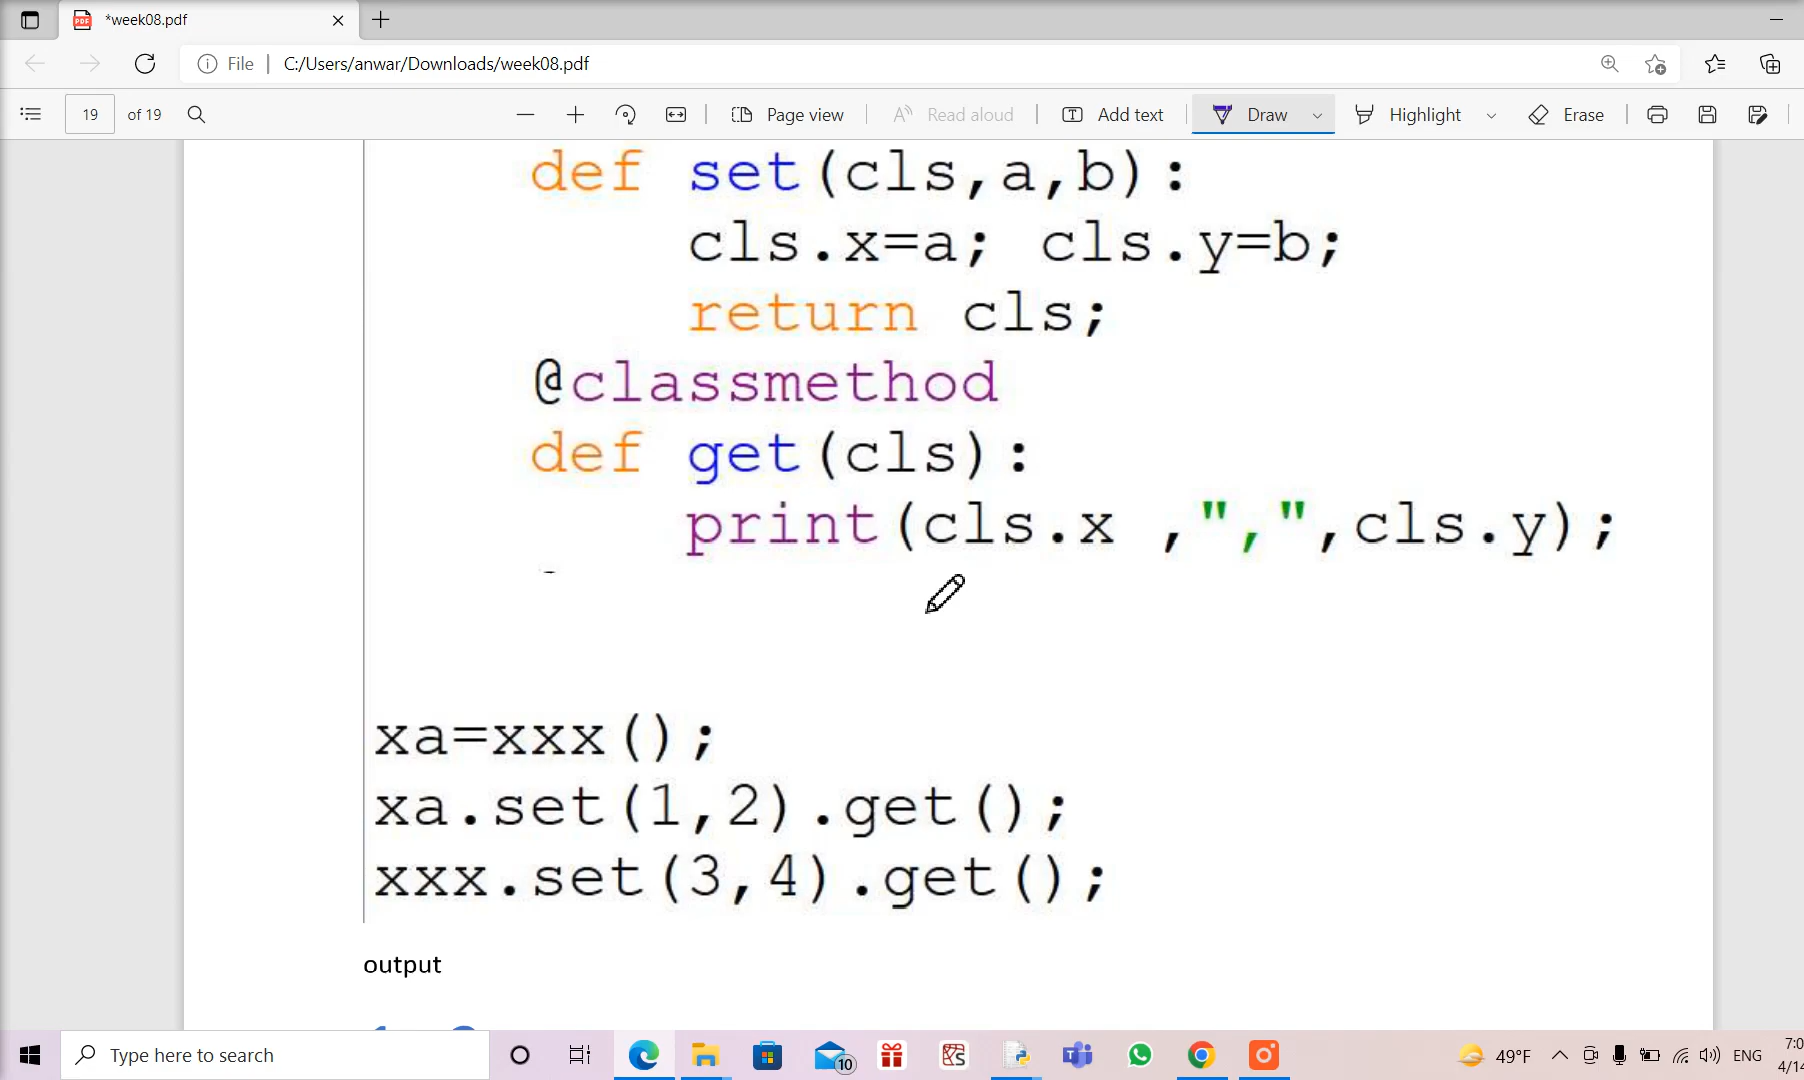 *week08.pdf
File
C:/Users/anwar/Downloads/week08.pdf
19 of 19
Page view
Read aloud
Add text
Draw
Highlight
Erase
def set(cls,a,b):
cls.x=a; cls.y=b;
return cls;
@classmethod
def get(cls):
print(cls.x ,",",cls.y);
xa=xxx();
xa.set(1,2).get();
xxx.set(3,4).get();
output
Type here to search
10
49°F
ENG